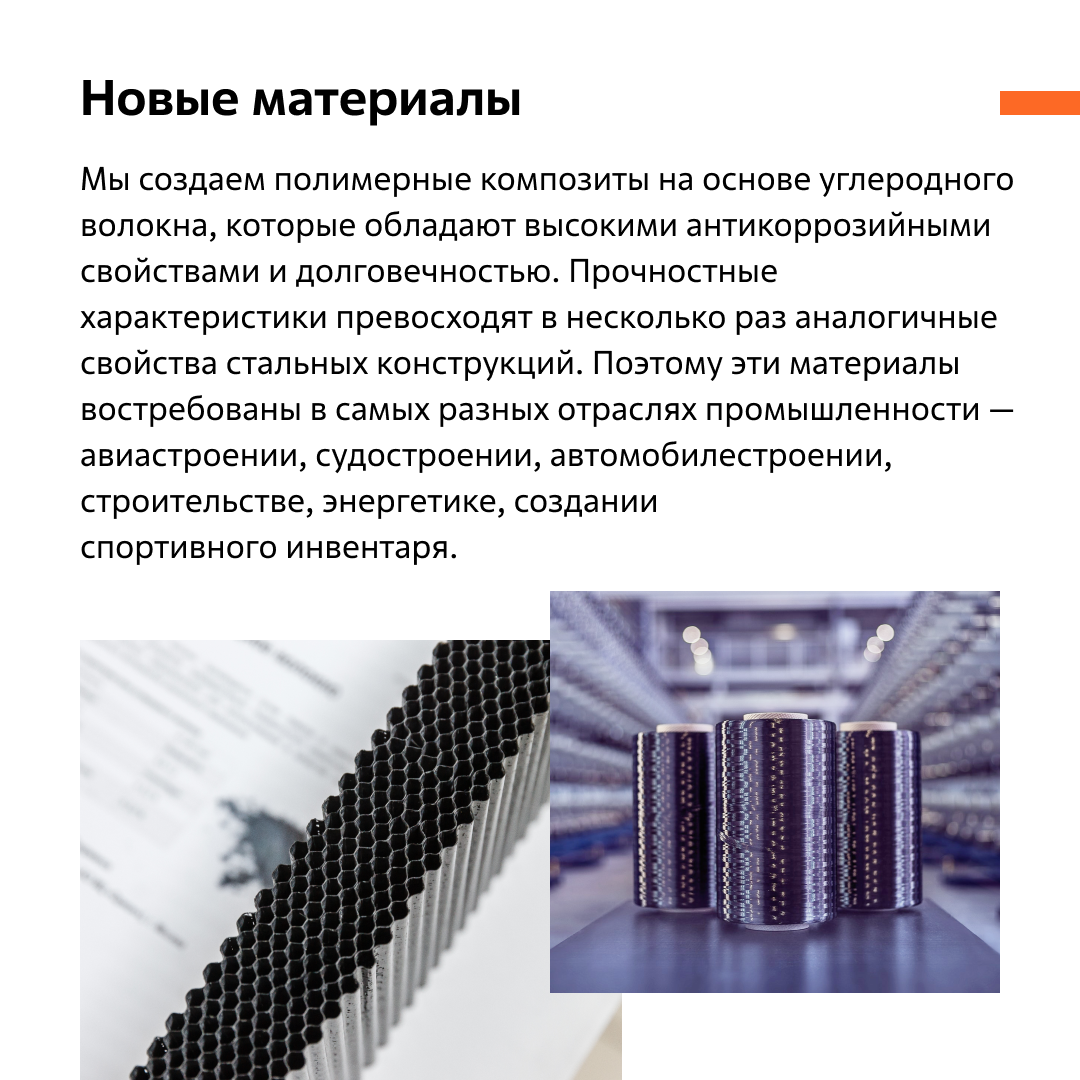 Новые материалы
Мы создаем полимерные композиты на основе углеродного
волокна, которые обладают высокими антикоррозийными
свойствами и долговечностью. Прочностные
характеристики превосходят в несколько раз аналогичные
свойства стальных конструкций. Поэтому эти материалы
востребованы в самых разных отраслях промышленности —
авиастроении, судостроении, автомобилестроении,
строительстве, энергетике, создании
спортивного инвентаря.